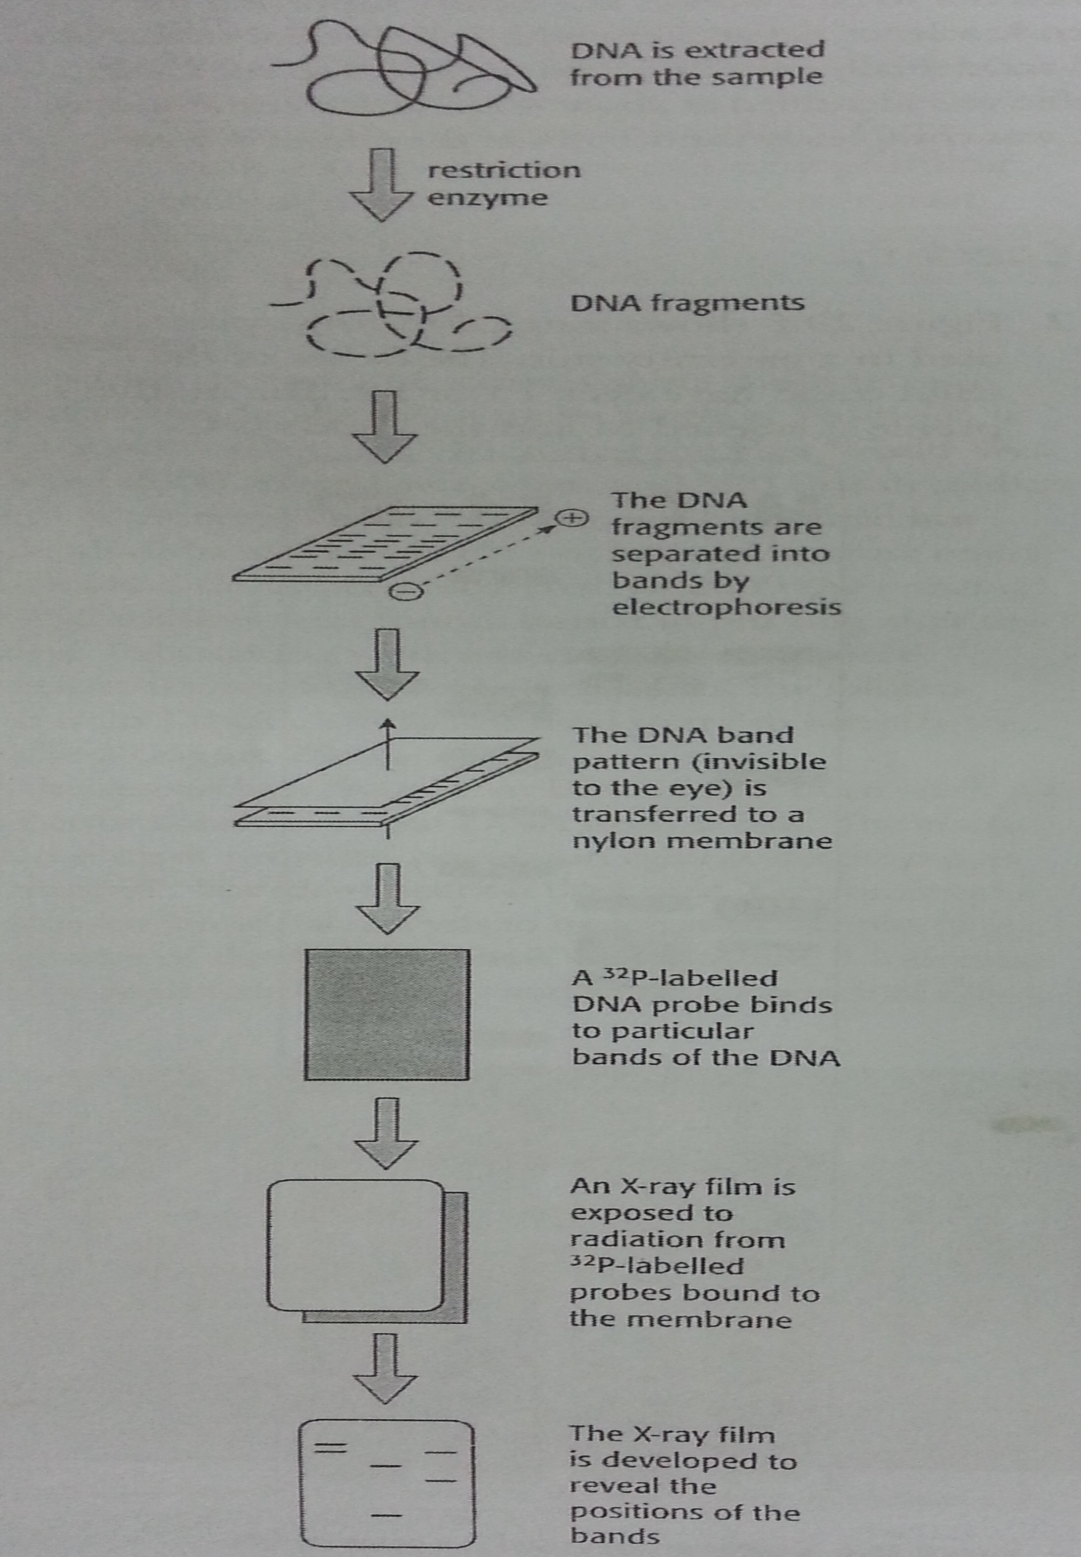 DNA is extracted
from the sample
restriction
enzyme
DNA fragments
The DNA
fragments are
separated into
bands by
electrophoresis
+
−
The DNA band
pattern (invisible
to the eye) is
transferred to a
nylon membrane
A ³²P-labelled
DNA probe binds
to particular
bands of the DNA
An X-ray film is
exposed to
radiation from
³²P-labelled
probes bound to
the membrane
The X-ray film
is developed to
reveal the
positions of the
bands